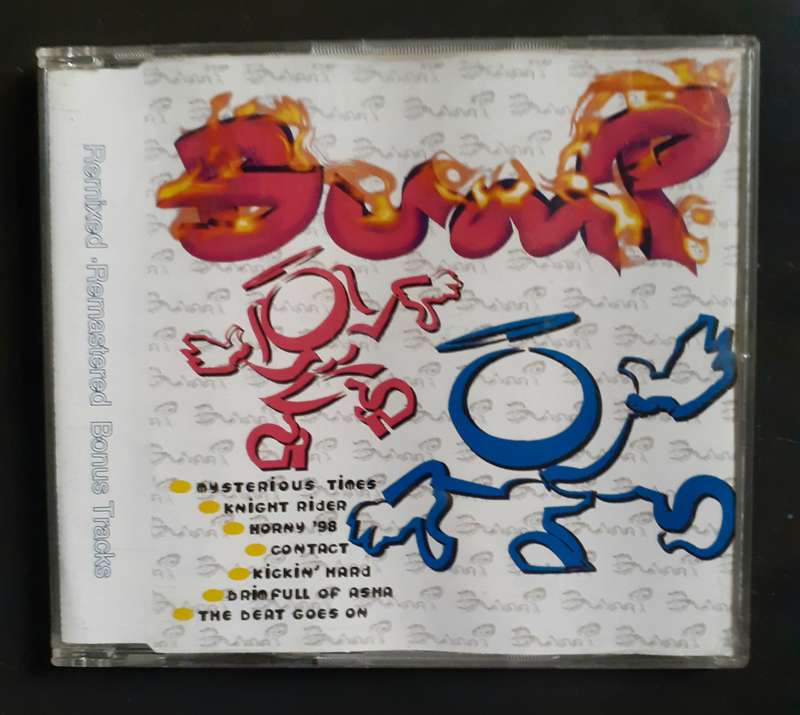 Remixed · Remastered Bonus Tracks
MYSTERIOUS TIMES
KNIGHT RIDER
HORNY '98
CONTACT
KICKIN' HARD
BRIMFULL OF ASHA
THE BEAT GOES ON